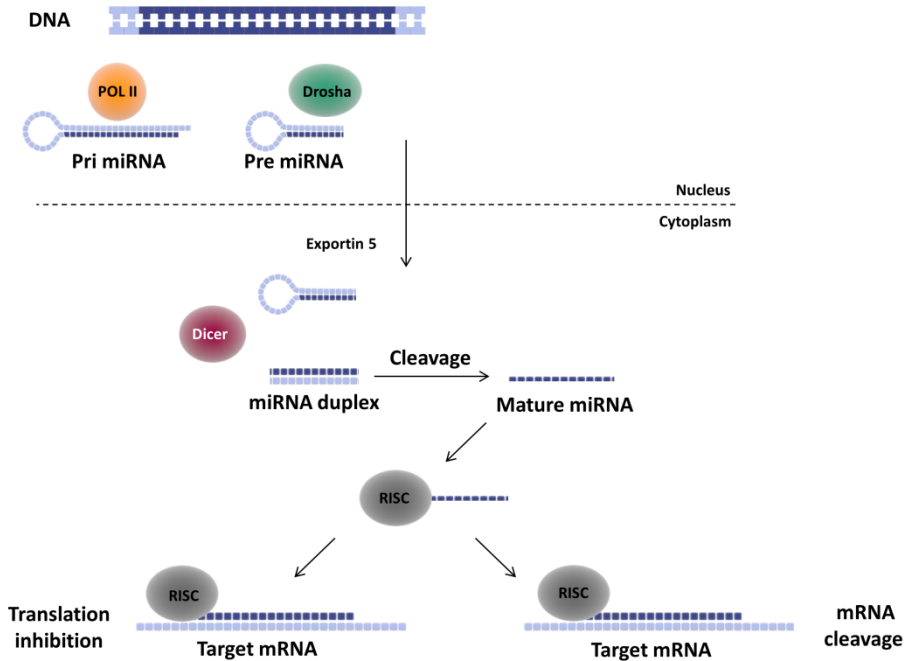 DNA
POL II
Drosha
Pri miRNA
Pre miRNA
Nucleus
Cytoplasm
Exportin 5
Dicer
Cleavage
miRNA duplex
Mature miRNA
RISC
RISC
RISC
Translation
inhibition
Target mRNA
Target mRNA
mRNA
cleavage